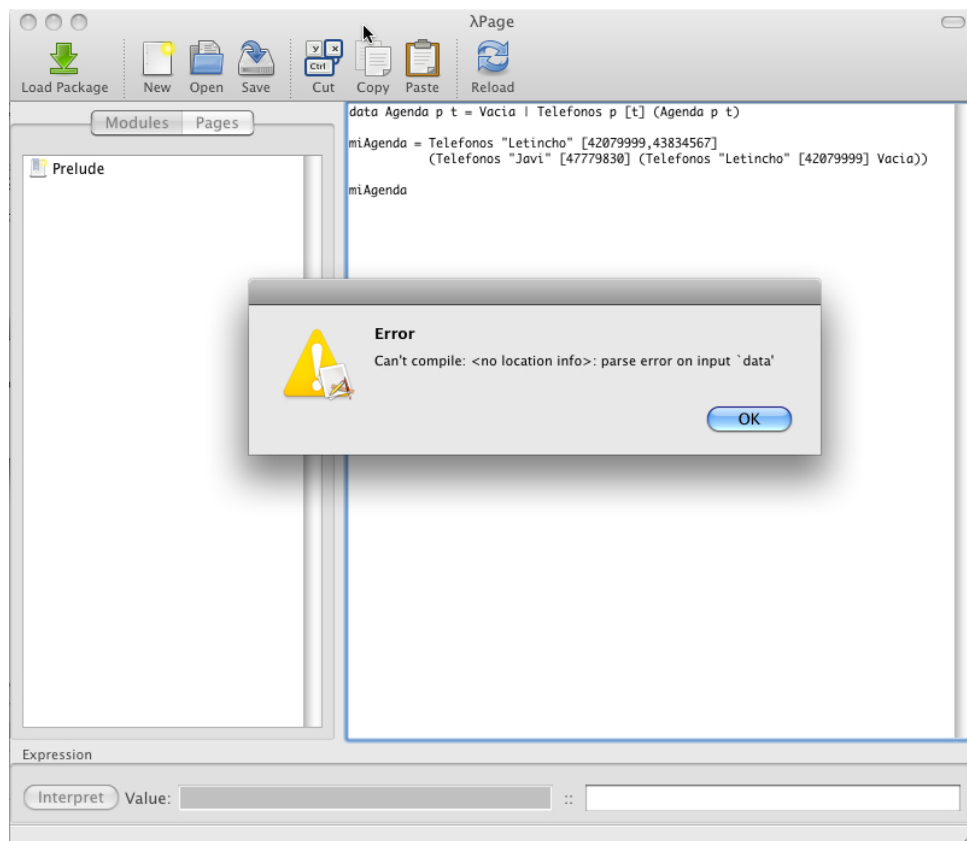 λPage
Load Package New Open Save Cut Copy Paste Reload
y x
Ctrl
Modules Pages
Prelude
data Agenda p t = Vacia | Telefonos p [t] (Agenda p t)
miAgenda = Telefonos "Letincho" [42079999,43834567]
(Telefonos "Javi" [47779830] (Telefonos "Letincho" [42079999] Vacia))
miAgenda
Error
Can't compile: <no location info>: parse error on input `data'
OK
Expression
Interpret Value: ::